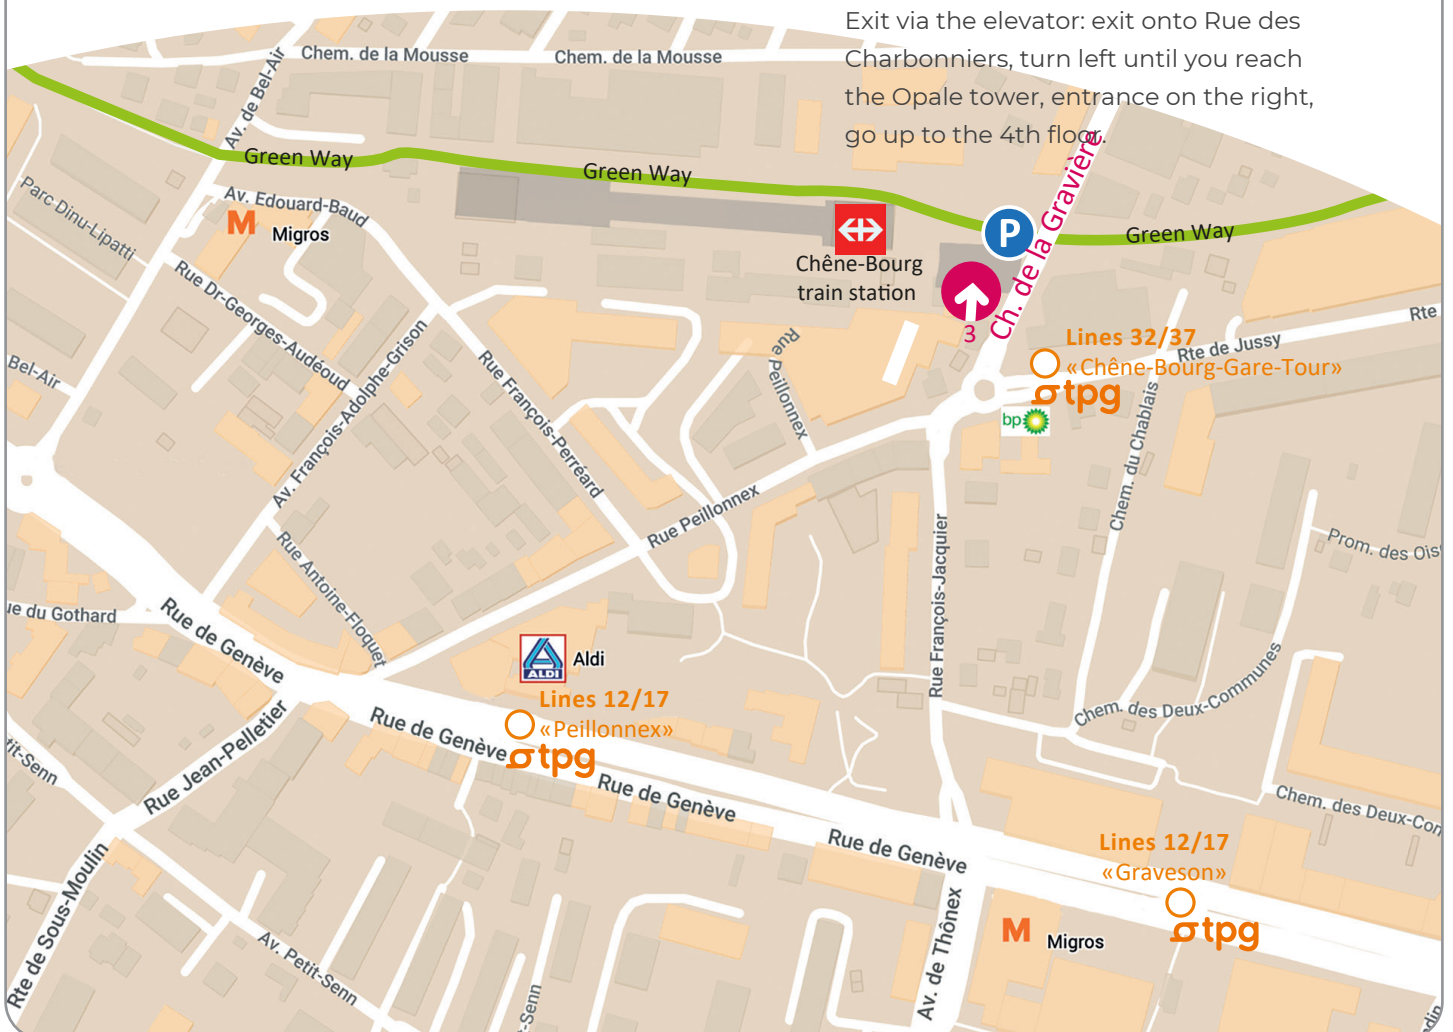 Exit via the elevator: exit onto Rue des
Charbonniers, turn left until you reach
the Opale tower, entrance on the right,
go up to the 4th floor.
Chem. de la Mousse
Chem. de la Mousse
Av. de Bel-Air
Green Way
Green Way
Green Way
Parc Dinu-Lipatti
Av. Edouard-Baud
M
Migros
Chêne-Bourg
train station
P
Ch. de la Gravière
3
Rue Dr-Georges-Audéoud
Bel-Air
Av. François-Adolphe-Grison
Rue François-Perréard
Rue Peillonnex
Lines 32/37
«Chêne-Bourg-Gare-Tour»
tpg
Rte de Jussy
Rte
bp
Chem. du Chablais
Rue Peillonnex
Rue François-Jacquier
Prom. des Ois
Rue Antoine-Floquet
ue du Gothard
Rue de Genève
ALDI
Aldi
Lines 12/17
«Peillonnex»
tpg
Chem. des Deux-Communes
Rue de Genève
Rue Jean-Pelletier
tit-Senn
Rue de Genève
Chem. des Deux-Con
Rue de Genève
Lines 12/17
«Graveson»
tpg
Rte de Sous-Moulin
Av. Petit-Senn
-Senn
Av. de Thônex
M
Migros